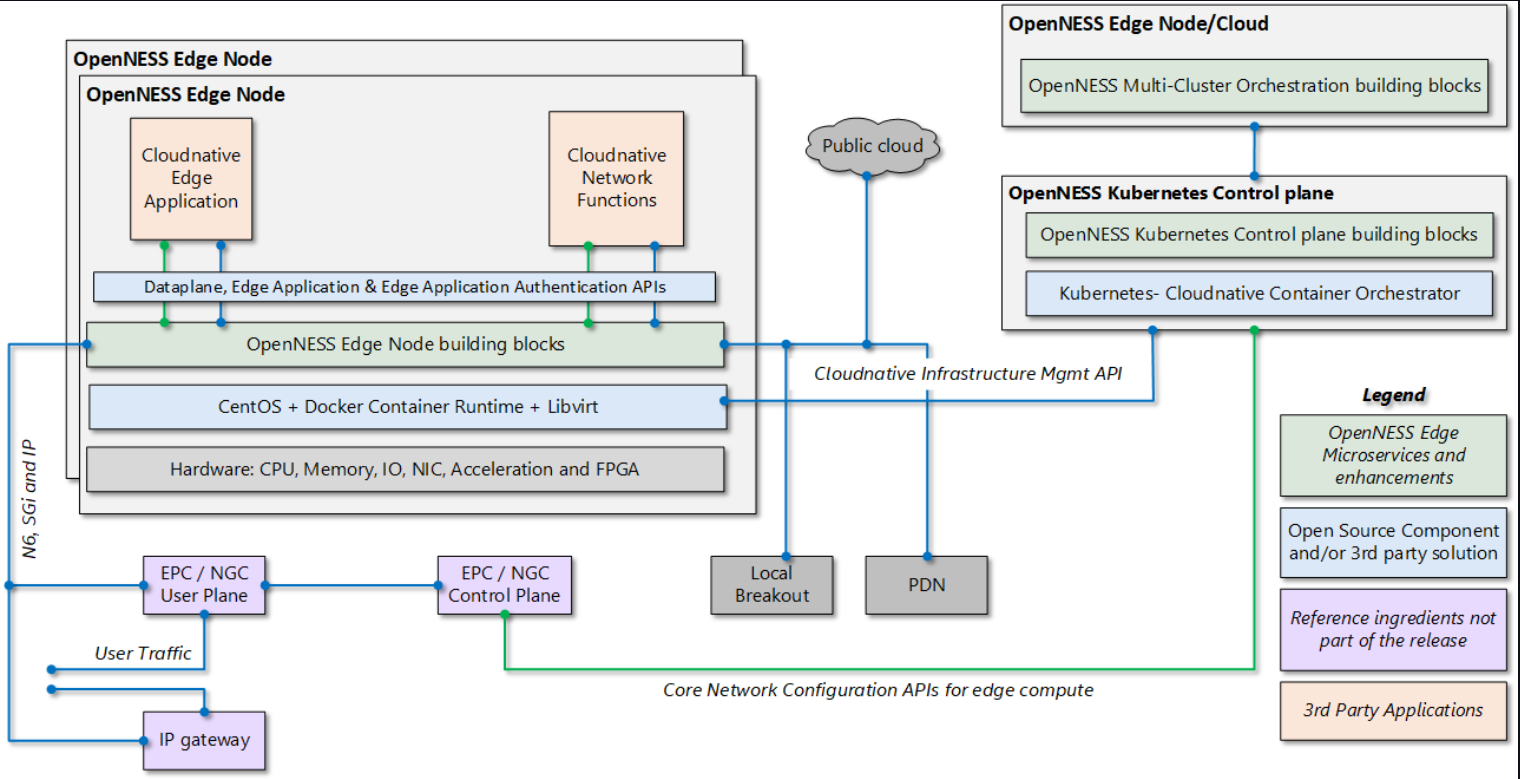 OpenNESS Edge Node
OpenNESS Edge Node
Cloudnative
Edge
Application
Cloudnative
Network
Functions
Dataplane, Edge Application & Edge Application Authentication APIs
OpenNESS Edge Node building blocks
CentOS + Docker Container Runtime + Libvirt
Hardware: CPU, Memory, IO, NIC, Acceleration and FPGA
Public cloud
OpenNESS Edge Node/Cloud
OpenNESS Multi-Cluster Orchestration building blocks
OpenNESS Kubernetes Control plane
OpenNESS Kubernetes Control plane building blocks
Kubernetes- Cloudnative Container Orchestrator
Cloudnative Infrastructure Mgmt API
N6, SGi and IP
EPC / NGC
User Plane
EPC / NGC
Control Plane
Local
Breakout
PDN
User Traffic
Core Network Configuration APIs for edge compute
IP gateway
Legend
OpenNESS Edge
Microservices and
enhancements
Open Source Component
and/or 3rd party solution
Reference ingredients not
part of the release
3rd Party Applications